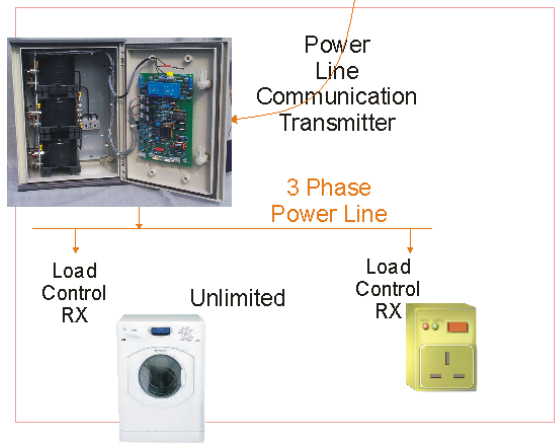 Power
Line
Communication
Transmitter
3 Phase
Power Line
Load
Control
RX
Unlimited
Load
Control
RX